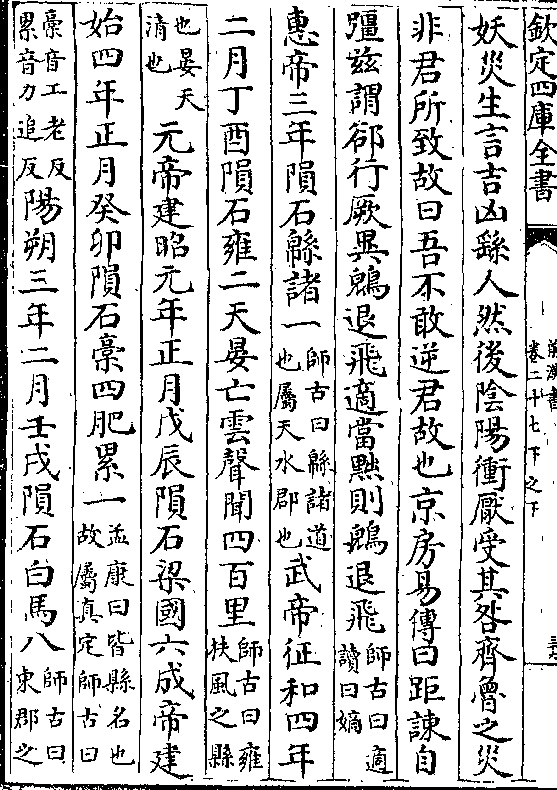 欽定四庫全書
前漢書
卷二十七下之下
妖災生言吉凶繇人然後陰陽衝厭受其咎齊魯之災
非君所致故曰吾不敢逆君故也京房易傳曰距諫自
彊茲謂郤行厥異鷁退飛適當黜則鷁退飛師古曰適讀曰嫡
惠帝三年隕石緜諸一師古曰緜諸道也屬天水郡也武帝征和四年
二月丁酉隕石雍二天晏亡雲聲聞四百里師古曰雍扶風之縣
也晏天清也元帝建昭元年正月戊辰隕石梁國六成帝建
始四年正月癸卯隕石槀四肥累一孟康曰皆縣名也故屬真定師古曰
槀音工老反累音力追反陽朔三年二月壬戌隕石白馬八師古曰東郡之